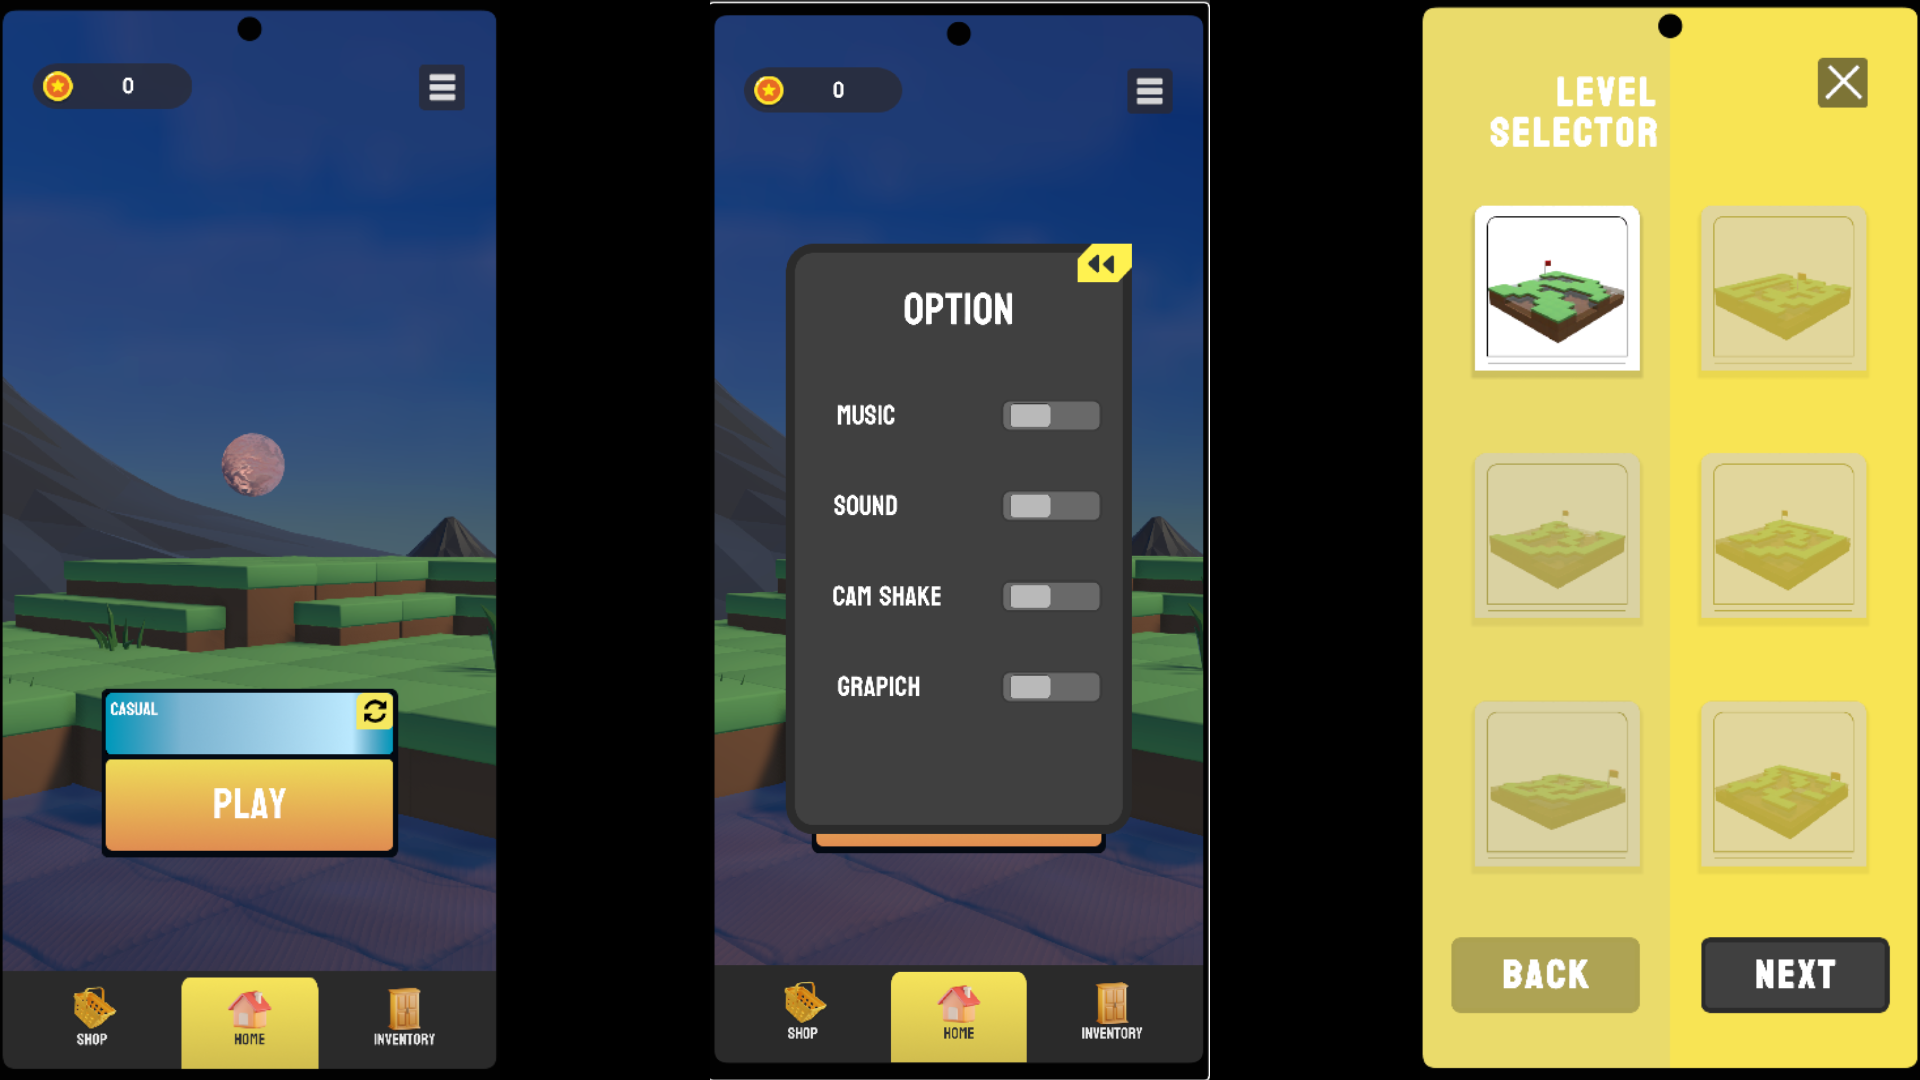 0
CASUAL
PLAY
SHOP
HOME
INVENTORY
0
OPTION
MUSIC
SOUND
CAM SHAKE
GRAPICH
SHOP
HOME
INVENTORY
LEVEL
SELECTOR
BACK
NEXT